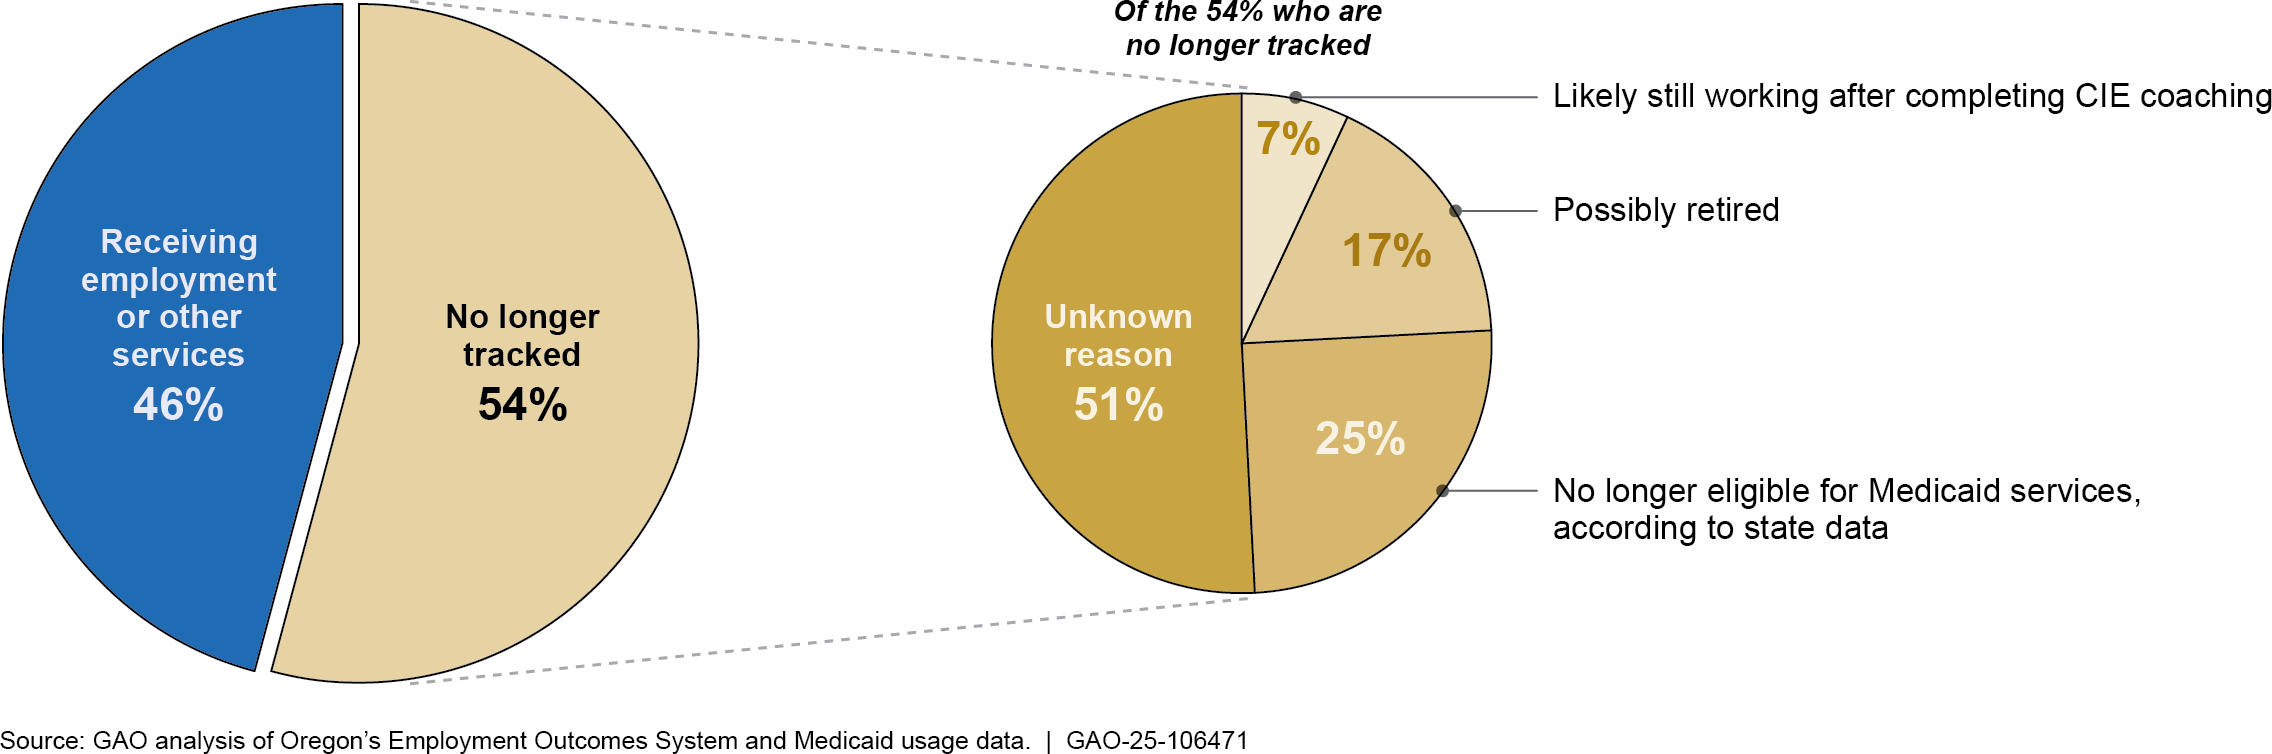 Of the 54% who are
no longer tracked
Likely still working after completing CIE coaching
7%
Possibly retired
17%
Receiving
employment
or other
services
46%
No longer
tracked
54%
Unknown
reason
51%
25%
No longer eligible for Medicaid services,
according to state data
Source: GAO analysis of Oregon’s Employment Outcomes System and Medicaid usage data. | GAO-25-106471